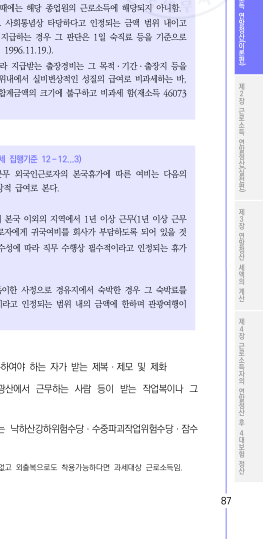 때에는 해당 종업원의 근로소득에 해당되지 아니한
. 사회통념상 타당하다고 인정되는 금액 범위 내이고
지급하는 경우 그 판단은 1일 숙식료 등을 기준으로
1996.11.19.).
라 지급받는 출장경비는 그 목적·기간·출장지 등을
위내에서 실비변상적인 성질의 급여로 비과세하는 바,
합계금액의 크기에 불구하고 비과세 함(재소득 46073
세 집행기준 12-12…3)
무 외국인근로자의 본국휴가에 따른 여비는 다음의
상적 급여로 본다.
본국 이외의 지역에서 1년 이상 근무(1년 이상 근무
로자에게 귀국여비를 회사가 부담하도록 되어 있을 것
수성에 따라 직무 수행상 필수적이라고 인정되는 휴가
득이한 사정으로 경유지에서 숙박한 경우 그 숙박료를
이라고 인정되는 범위 내의 금액에 한하며 관광여행이
하여야 하는 자가 받는 제복·제모 및 제화
광산에서 근무하는 사람 등이 받는 작업복이나 그
는 낙하산강하위험수당·수중파괴작업위험수당·잠수
없고 외출복으로도 착용가능하다면 과세대상 근로소득임.
득 연말정산(이론편)
제2장 근로소득 연말정산(실전편)
제3장 연말정산 세액의 계산
제4장 근로소득자의 연말정산 후 4대보험 정산
87